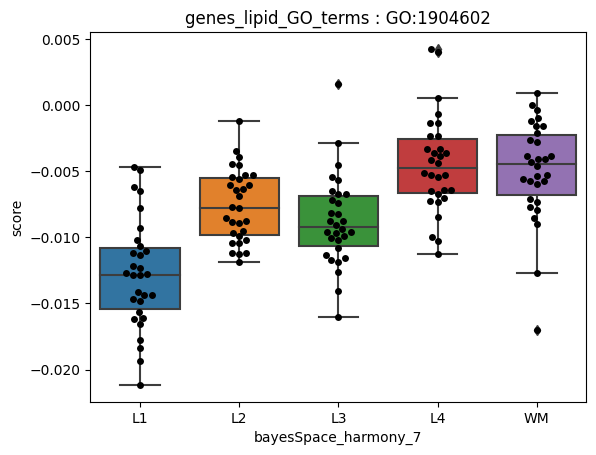 genes_lipid_GO_terms : GO:1904602
0.005
0.000
−0.005
−0.010
−0.015
−0.020
score
L1 L2 L3 L4 WM
bayesSpace_harmony_7